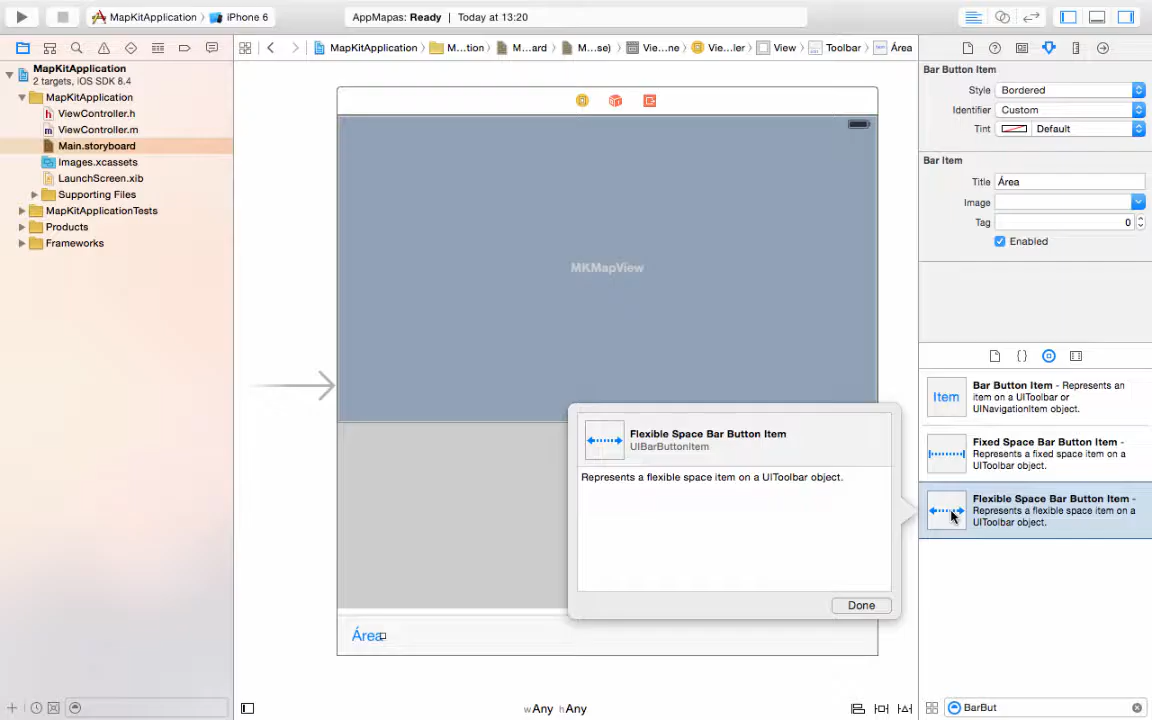 MapKitApplication
iPhone 6
AppMapas: Ready | Today at 13:20
MapKitApplication
M...tion
M...ard
M...se)
Vie...ne
Vie...ler
View
Toolbar
Área
MapKitApplication
2 targets, iOS SDK 8.4
MapKitApplication
ViewController.h
ViewController.m
Main.storyboard
Images.xcassets
LaunchScreen.xib
Supporting Files
MapKitApplicationTests
Products
Frameworks
MKMapView
Flexible Space Bar Button Item
UIBarButtonItem
Represents a flexible space item on a UIToolbar object.
Done
Área
wAny hAny
Bar Button Item
Style Bordered
Identifier Custom
Tint Default
Bar Item
Title Área
Image
Tag 0
Enabled
Item
Bar Button Item - Represents an
item on a UIToolbar or
UINavigationItem object.
Fixed Space Bar Button Item -
Represents a fixed space item on a
UIToolbar object.
Flexible Space Bar Button Item -
Represents a flexible space item on a
UIToolbar object.
BarBut